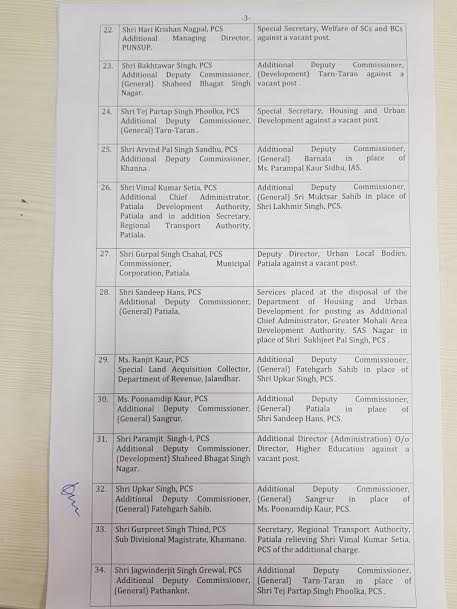 -3-
22. Shri Hari Krishan Nagpal, PCS
Additional Managing Director,
PUNSUP.
Special Secretary, Welfare of SCs and BCs
against a vacant post.
23. Shri Bakhtawar Singh, PCS
Additional Deputy Commissioner,
(General) Shaheed Bhagat Singh
Nagar.
Additional Deputy Commissioner,
(Development) Tarn-Taran against a
vacant post .
24. Shri Tej Partap Singh Phoolka, PCS
Additional Deputy Commissioner,
(General) Tarn-Taran .
Special Secretary, Housing and Urban
Development against a vacant post.
25. Shri Arvind Pal Singh Sandhu, PCS
Additional Deputy Commissioner,
Khanna .
Additional Deputy Commissioner,
(General) Barnala in place of
Ms. Parampal Kaur Sidhu, IAS.
26. Shri Vimal Kumar Setia, PCS
Additional Chief Administrator,
Patiala Development Authority,
Patiala and in addition Secretary,
Regional Transport Authority,
Patiala.
Additional Deputy Commissioner,
(General) Sri Muktsar Sahib in place of
Shri Lakhmir Singh, PCS.
27. Shri Gurpal Singh Chahal, PCS
Commissioner, Municipal
Corporation, Patiala.
Deputy Director, Urban Local Bodies,
Patiala against a vacant post.
28. Shri Sandeep Hans, PCS
Additional Deputy Commissioner,
(General) Patiala.
Services placed at the disposal of the
Department of Housing and Urban
Development for posting as Additional
Chief Administrator, Greater Mohali Area
Development Authority, SAS Nagar in
place of Shri Sukhjeet Pal Singh, PCS .
29. Ms. Ranjit Kaur, PCS
Special Land Acquisition Collector,
Department of Revenue, Jalandhar.
Additional Deputy Commissioner,
(General) Fatehgarh Sahib in place of
Shri Upkar Singh, PCS .
30. Ms. Poonamdip Kaur, PCS
Additional Deputy Commissioner,
(General) Sangrur.
Additional Deputy Commissioner,
(General) Patiala in place of
Shri Sandeep Hans, PCS.
31. Shri Paramjit Singh-I, PCS
Additional Deputy Commissioner,
(Development) Shaheed Bhagat Singh
Nagar.
Additional Director (Administration) O/o
Director, Higher Education against a
vacant post.
32. Shri Upkar Singh, PCS
Additional Deputy Commissioner,
(General) Fatehgarh Sahib.
Additional Deputy Commissioner,
(General) Sangrur in place of
Ms. Poonamdip Kaur, PCS.
33. Shri Gurpreet Singh Thind, PCS
Sub Divisional Magistrate, Khamano.
Secretary, Regional Transport Authority,
Patiala relieving Shri Vimal Kumar Setia,
PCS of the additional charge.
34. Shri Jagwinderjit Singh Grewal, PCS
Additional Deputy Commissioner,
(General) Pathankot.
Additional Deputy Commissioner,
(General) Tarn-Taran in place of
Shri Tej Partap Singh Phoolka, PCS .